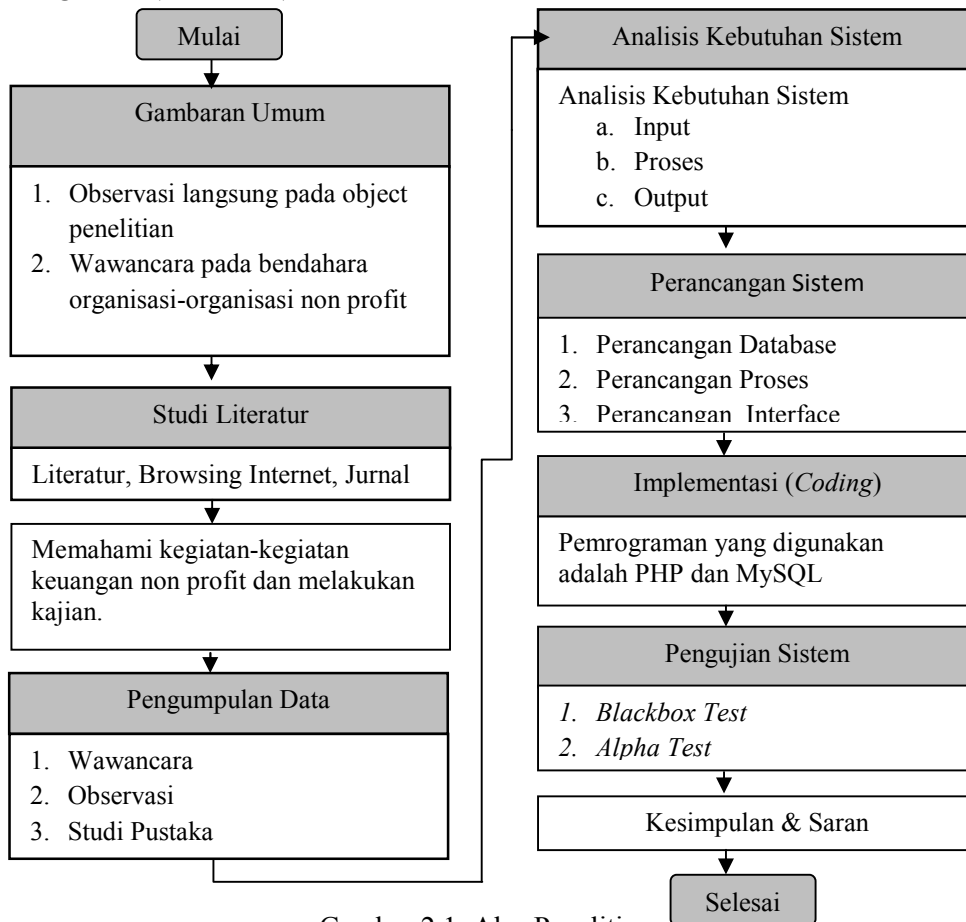 Mulai
Gambaran Umum
1. Observasi langsung pada object
penelitian
2. Wawancara pada bendahara
organisasi-organisasi non profit
Studi Literatur
Literatur, Browsing Internet, Jurnal
Memahami kegiatan-kegiatan
keuangan non profit dan melakukan
kajian.
Pengumpulan Data
1. Wawancara
2. Observasi
3. Studi Pustaka
Analisis Kebutuhan Sistem
Analisis Kebutuhan Sistem
a. Input
b. Proses
c. Output
Perancangan Sistem
1. Perancangan Database
2. Perancangan Proses
3. Perancangan Interface
Implementasi (Coding)
Pemrograman yang digunakan
adalah PHP dan MySQL
Pengujian Sistem
1. Blackbox Test
2. Alpha Test
Kesimpulan & Saran
Selesai
Gambar 2.1. Alur